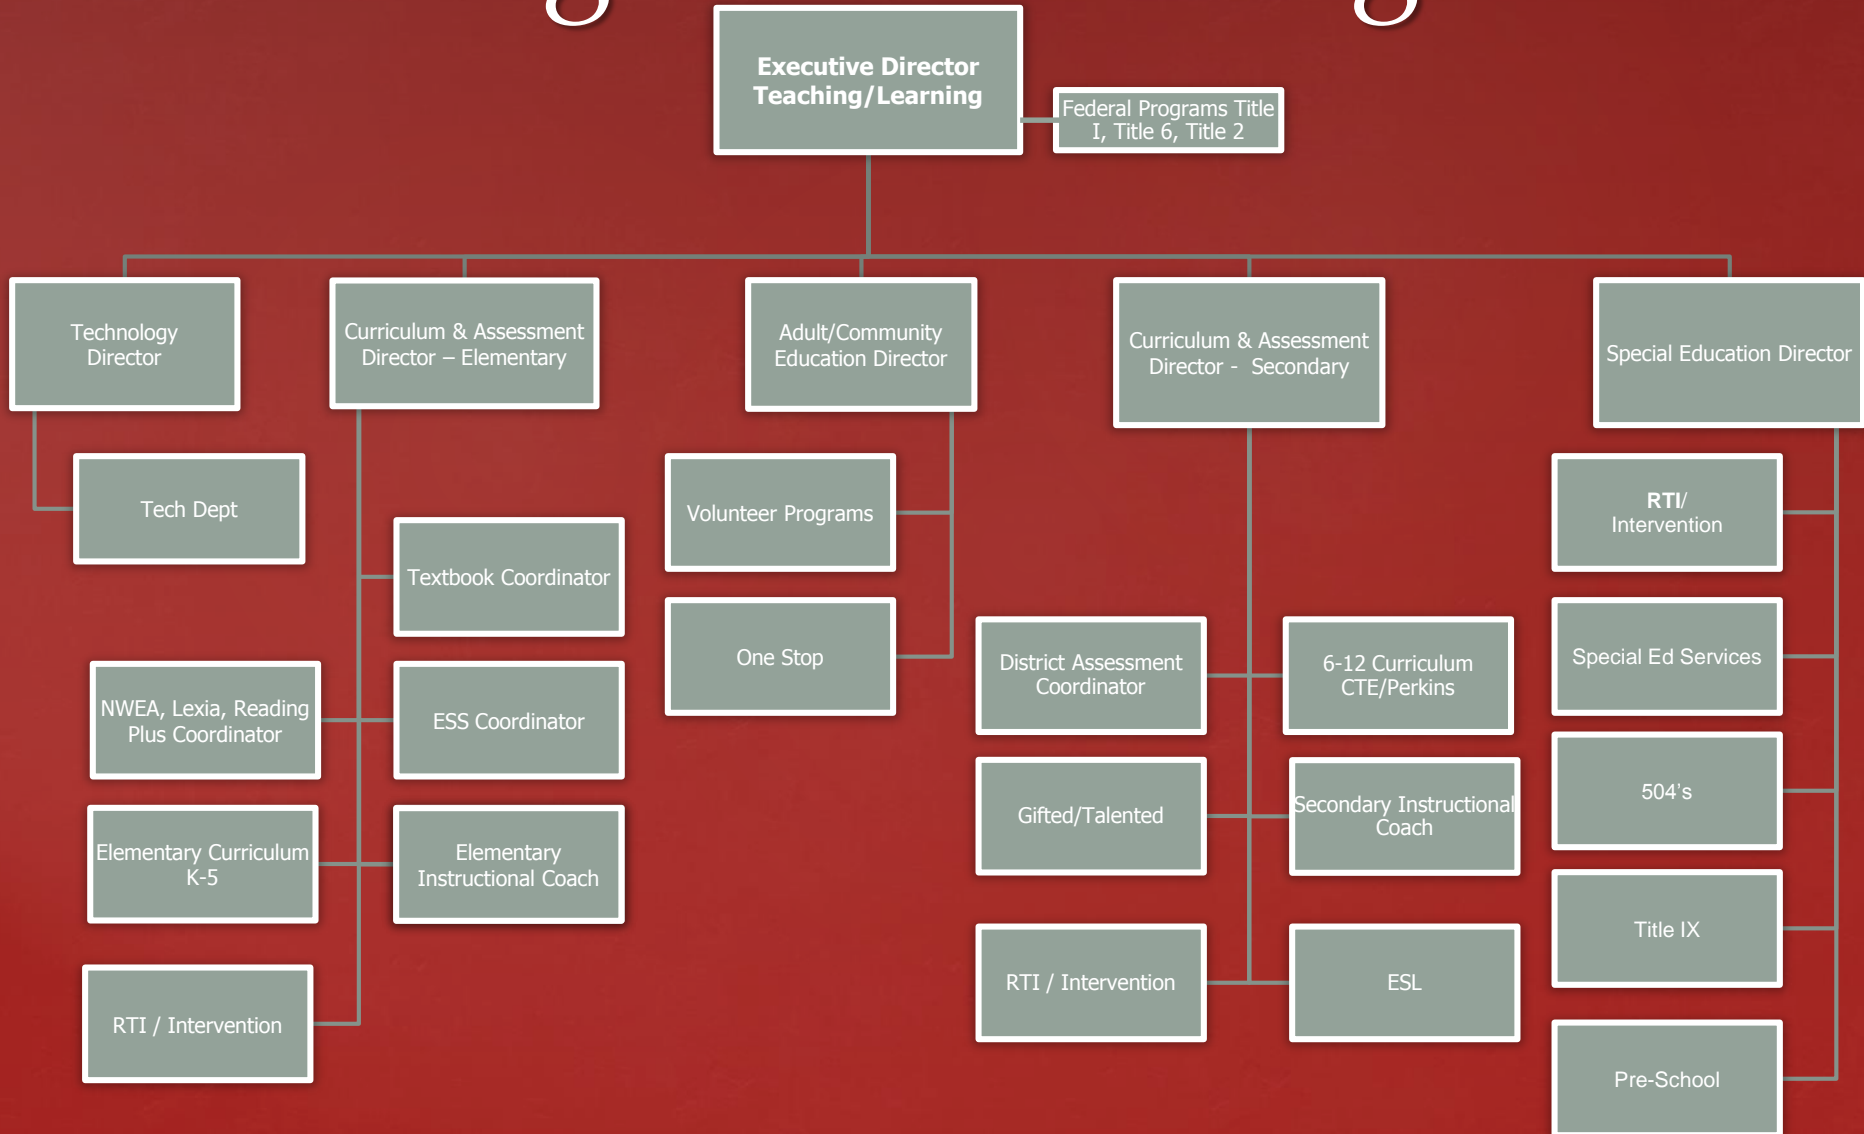 Executive Director
Teaching/Learning
Federal Programs Title
I, Title 6, Title 2
Technology
Director
Curriculum & Assessment
Director – Elementary
Adult/Community
Education Director
Curriculum & Assessment
Director - Secondary
Special Education Director
Tech Dept
Textbook Coordinator
NWEA, Lexia, Reading
Plus Coordinator
ESS Coordinator
Elementary Curriculum
K-5
Elementary
Instructional Coach
RTI / Intervention
Volunteer Programs
One Stop
District Assessment
Coordinator
6-12 Curriculum
CTE/Perkins
Gifted/Talented
Secondary Instructional
Coach
RTI / Intervention
ESL
RTI/
Intervention
Special Ed Services
504's
Title IX
Pre-School